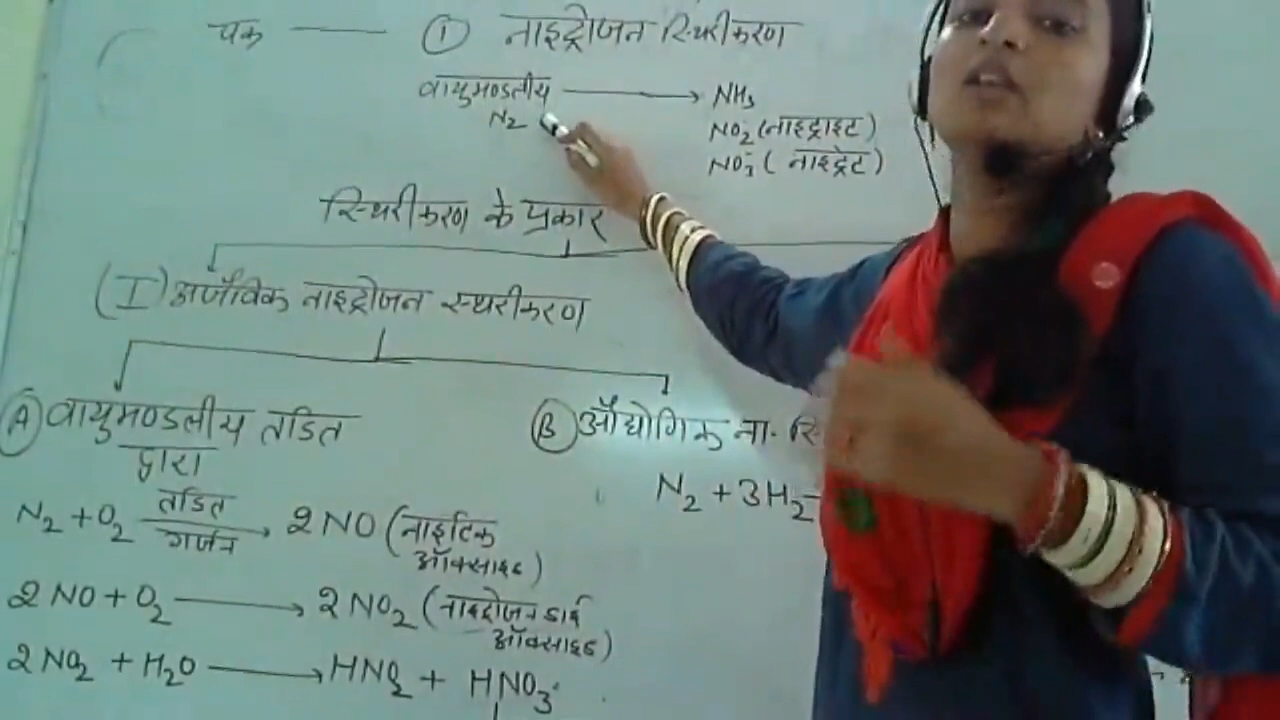 चक्र — ① नाइट्रोजन स्थिरीकरण
वायुमण्डलीय → NH₃
N₂ NO₂⁻ (नाइट्राइट)
NO₃⁻ ( नाइट्रेट)
स्थिरीकरण के प्रकार
(I) अजैविक नाइट्रोजन स्थरीकरण
Ⓐ वायुमण्डलीय तडित
द्वारा
Ⓑ औद्योगिक ना. स्
N₂ + 3H₂
N₂ + O₂ तडित गर्जन → 2NO (नाइट्रिक
ऑक्साइड)
2NO + O₂ → 2NO₂ (नाइट्रोजन डाई
ऑक्साइड)
2NO₂ + H₂O → HNO₂ + HNO₃